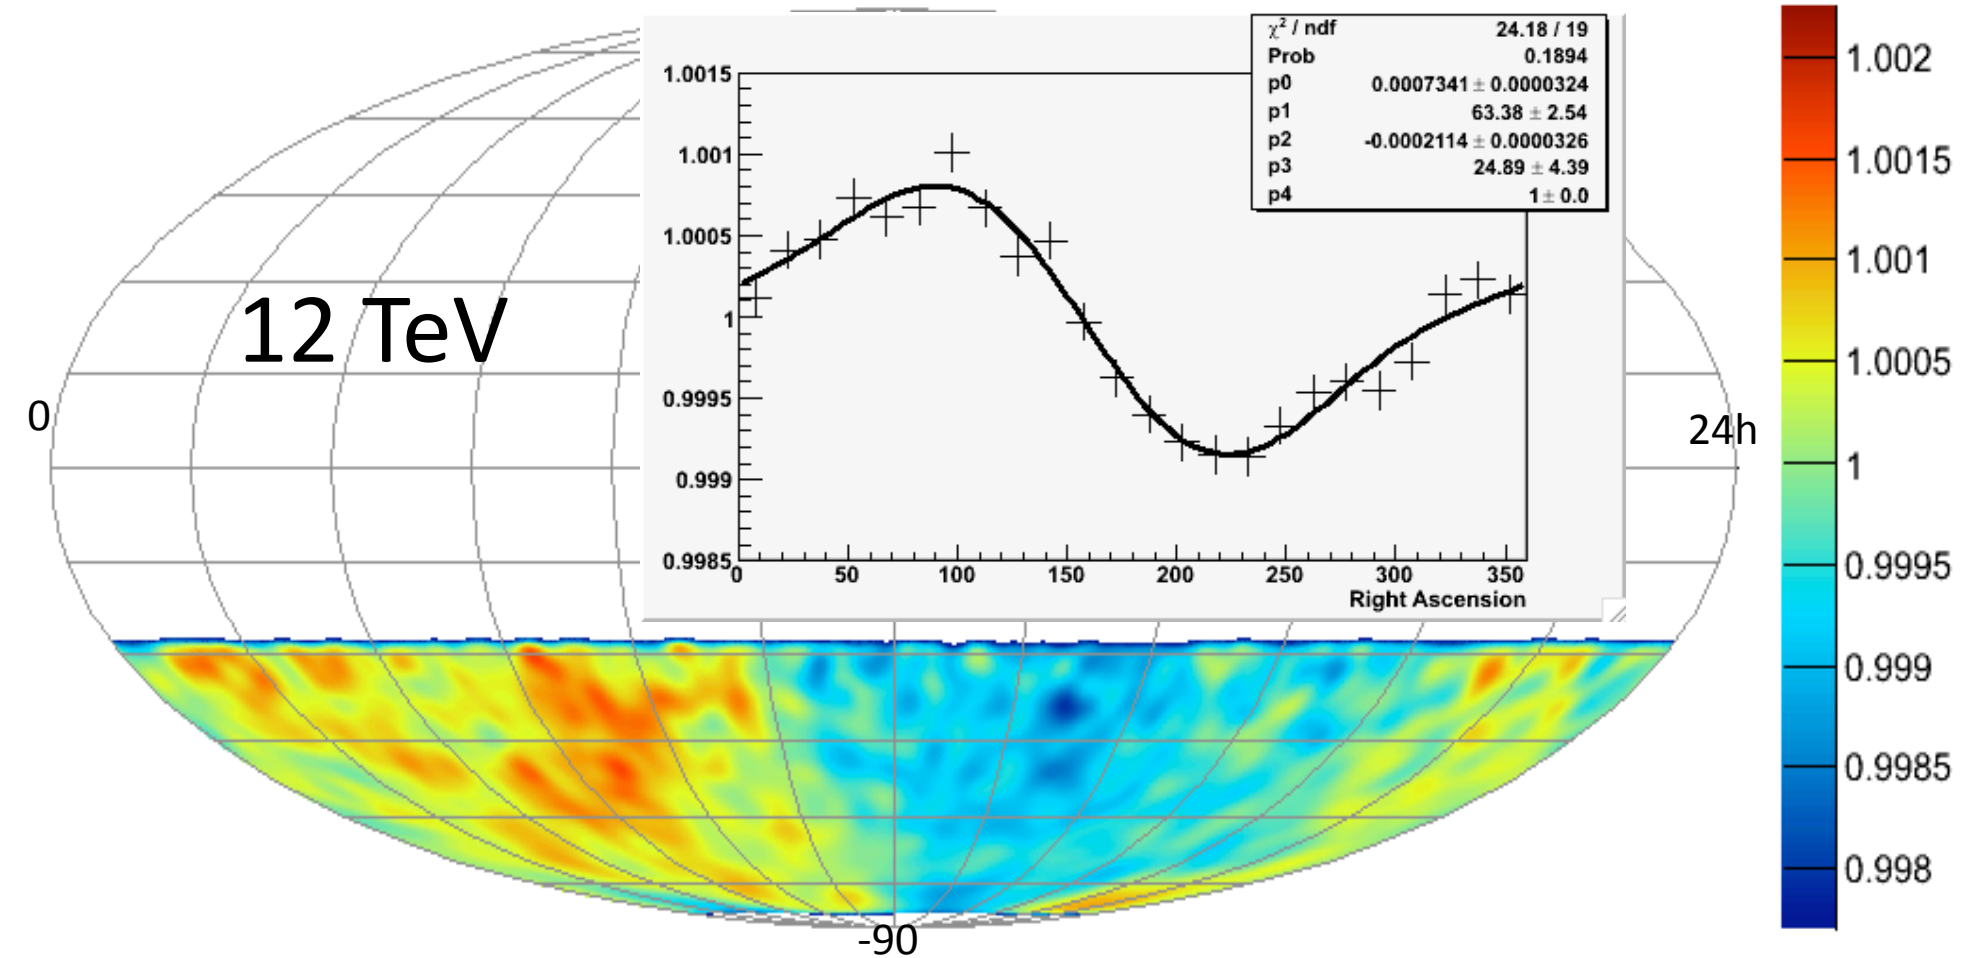 12 TeV
0
24h
-90
χ² / ndf 24.18 / 19
Prob 0.1894
p0 0.0007341 ± 0.0000324
p1 63.38 ± 2.54
p2 -0.0002114 ± 0.0000326
p3 24.89 ± 4.39
p4 1 ± 0.0
1.0015
1.001
1.0005
1
0.9995
0.999
0.9985
0 50 100 150 200 250 300 350
Right Ascension
1.002
1.0015
1.001
1.0005
1
0.9995
0.999
0.9985
0.998